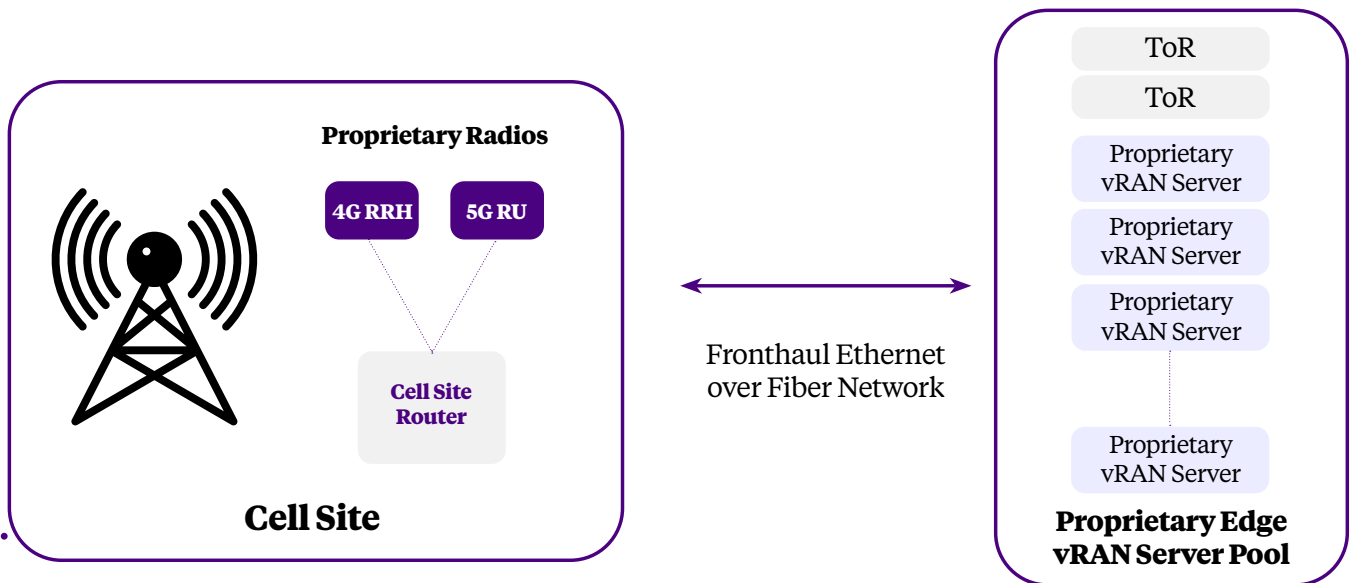 Proprietary Radios
4G RRH
5G RU
Cell Site
Router
Cell Site
Fronthaul Ethernet
over Fiber Network
ToR
ToR
Proprietary
vRAN Server
Proprietary
vRAN Server
Proprietary
vRAN Server
Proprietary
vRAN Server
Proprietary Edge
vRAN Server Pool